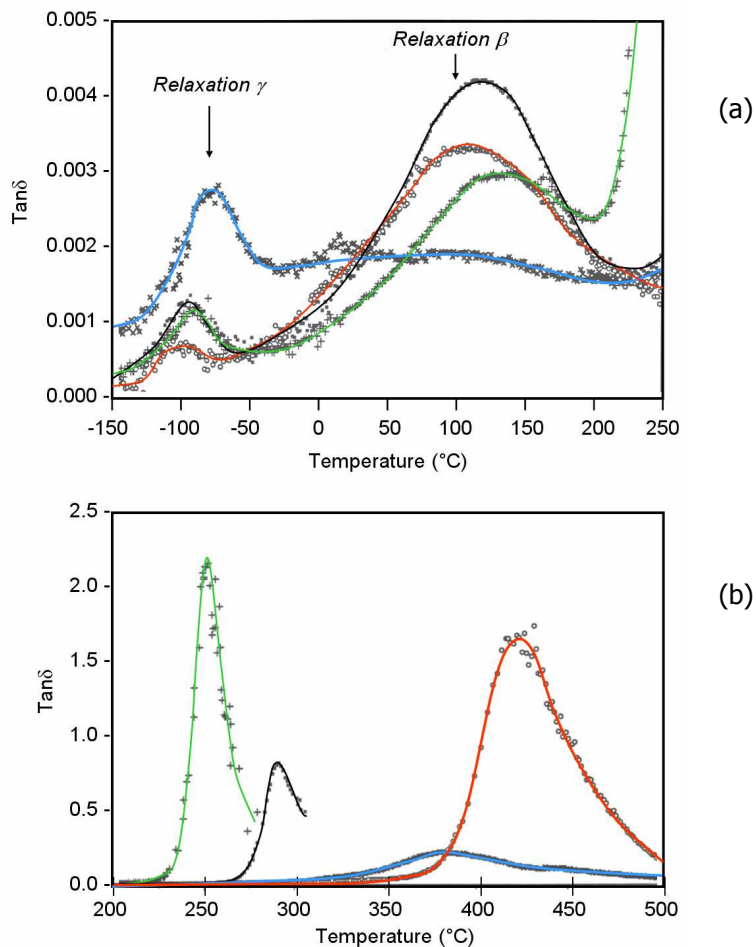 0.005
0.004
0.003
0.002
0.001
0.000
Tanδ
Relaxation γ
Relaxation β
(a)
-150 -100 -50 0 50 100 150 200 250
Temperature (°C)
2.5
2.0
1.5
1.0
0.5
0.0
Tanδ
(b)
200 250 300 350 400 450 500
Temperature (°C)